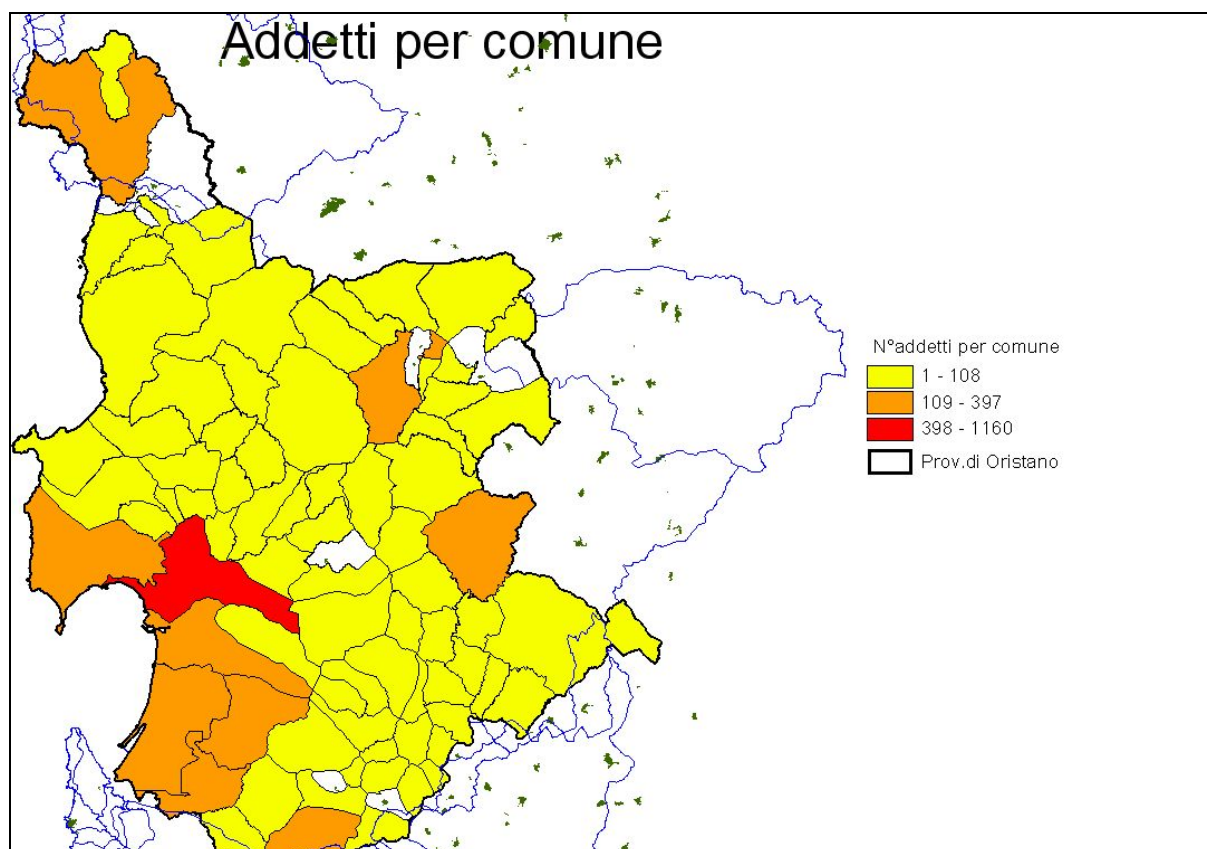 Addetti per comune
N°addetti per comune
1 - 108
109 - 397
398 - 1160
Prov.di Oristano